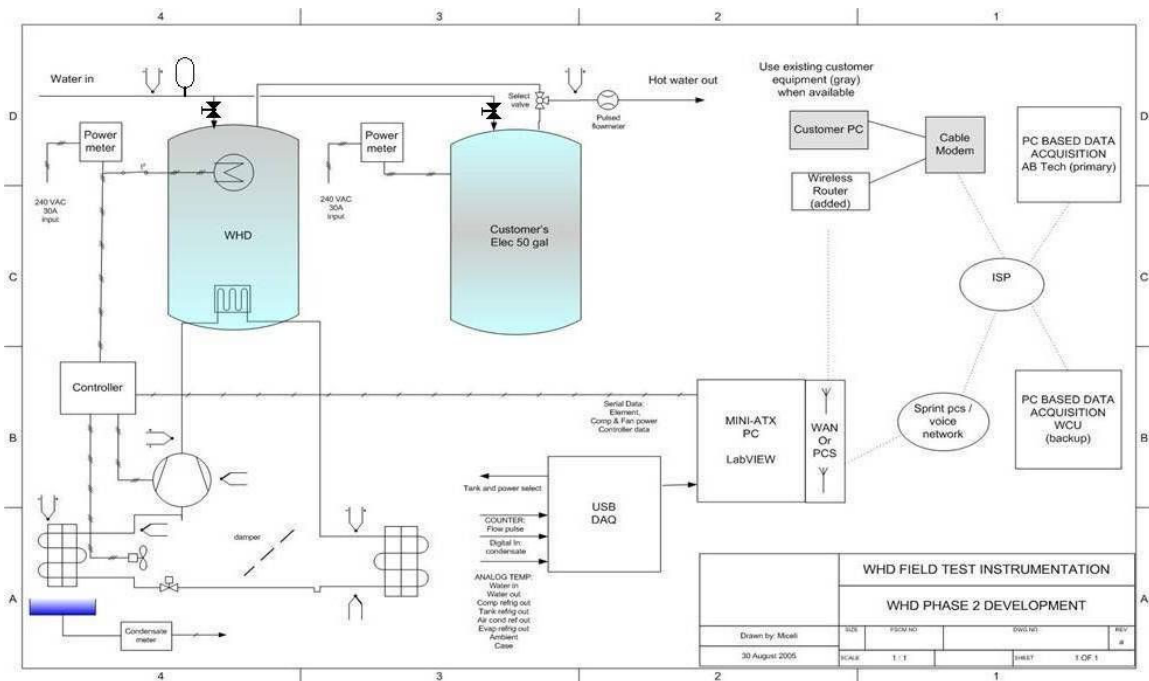 4
3
2
1
D
C
B
A
D
C
B
A
Water in
Hot water out
Select
valve
Pulsed
flowmeter
Use existing customer
equipment (gray)
when available
Customer PC
Cable
Modem
Wireless
Router
(added)
PC BASED DATA
ACQUISITION
AB Tech (primary)
Power
meter
240 VAC
30A
input
Power
meter
240 VAC
30A
input
WHD
Customer's
Elec 50 gal
ISP
Controller
Serial Data:
Element,
Comp & Fan power
Controller data
MINI-ATX
PC
LabVIEW
WAN
Or
PCS
Sprint pcs /
voice
network
PC BASED DATA
ACQUISITION
WCU
(backup)
Tank and power select
USB
DAQ
COUNTER:
Flow pulse
Digital In:
condensate
ANALOG TEMP:
Water in
Water out
Comp refrig out
Tank refrig out
Air cond ref out
Evap refrig out
Ambient
Case
damper
Condensate
meter
WHD FIELD TEST INSTRUMENTATION
WHD PHASE 2 DEVELOPMENT
Drawn by: Miceli
30 August 2005
SIZE
FSCM NO
DWG NO
REV
a
SCALE
1 : 1
SHEET
1 OF 1
4
3
2
1